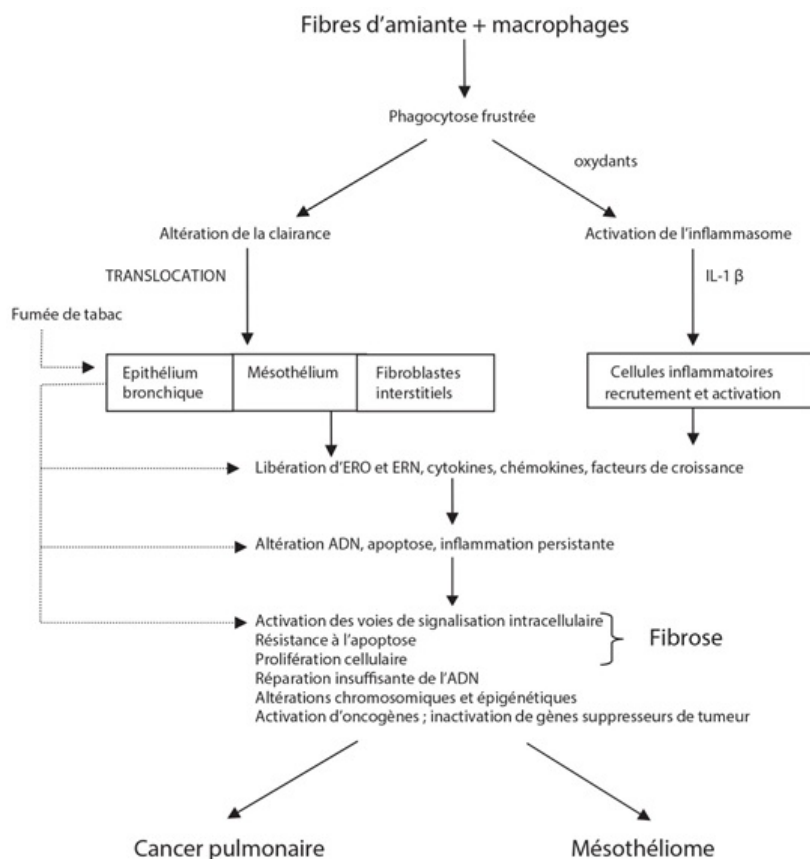 Fibres d'amiante + macrophages
Phagocytose frustrée
oxydants
Altération de la clairance
Activation de l'inflammasome
TRANSLOCATION
IL-1 β
Fumée de tabac
Epithélium
bronchique
Mésothélium
Fibroblastes
interstitiels
Cellules inflammatoires
recrutement et activation
Libération d'ERO et ERN, cytokines, chémokines, facteurs de croissance
Altération ADN, apoptose, inflammation persistante
Activation des voies de signalisation intracellulaire
Résistance à l'apoptose
Prolifération cellulaire
Fibrose
Réparation insuffisante de l'ADN
Altérations chromosomiques et épigénétiques
Activation d'oncogènes ; inactivation de gènes suppresseurs de tumeur
Cancer pulmonaire
Mésothéliome